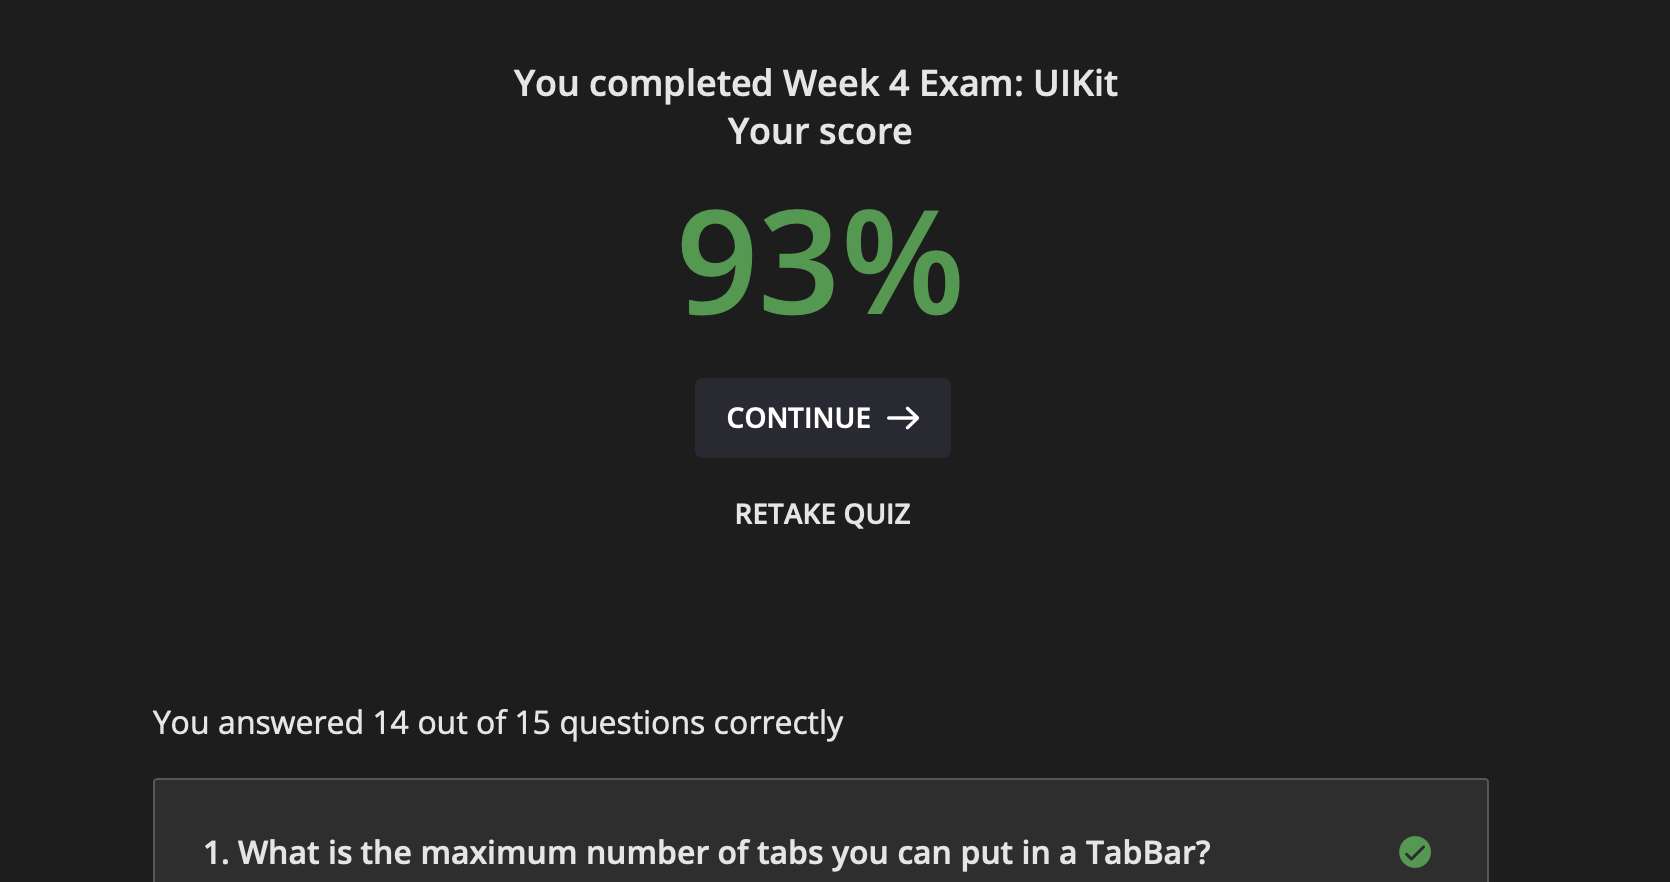 You completed Week 4 Exam: UIKit
Your score
93%
CONTINUE →
RETAKE QUIZ
You answered 14 out of 15 questions correctly
1. What is the maximum number of tabs you can put in a TabBar?